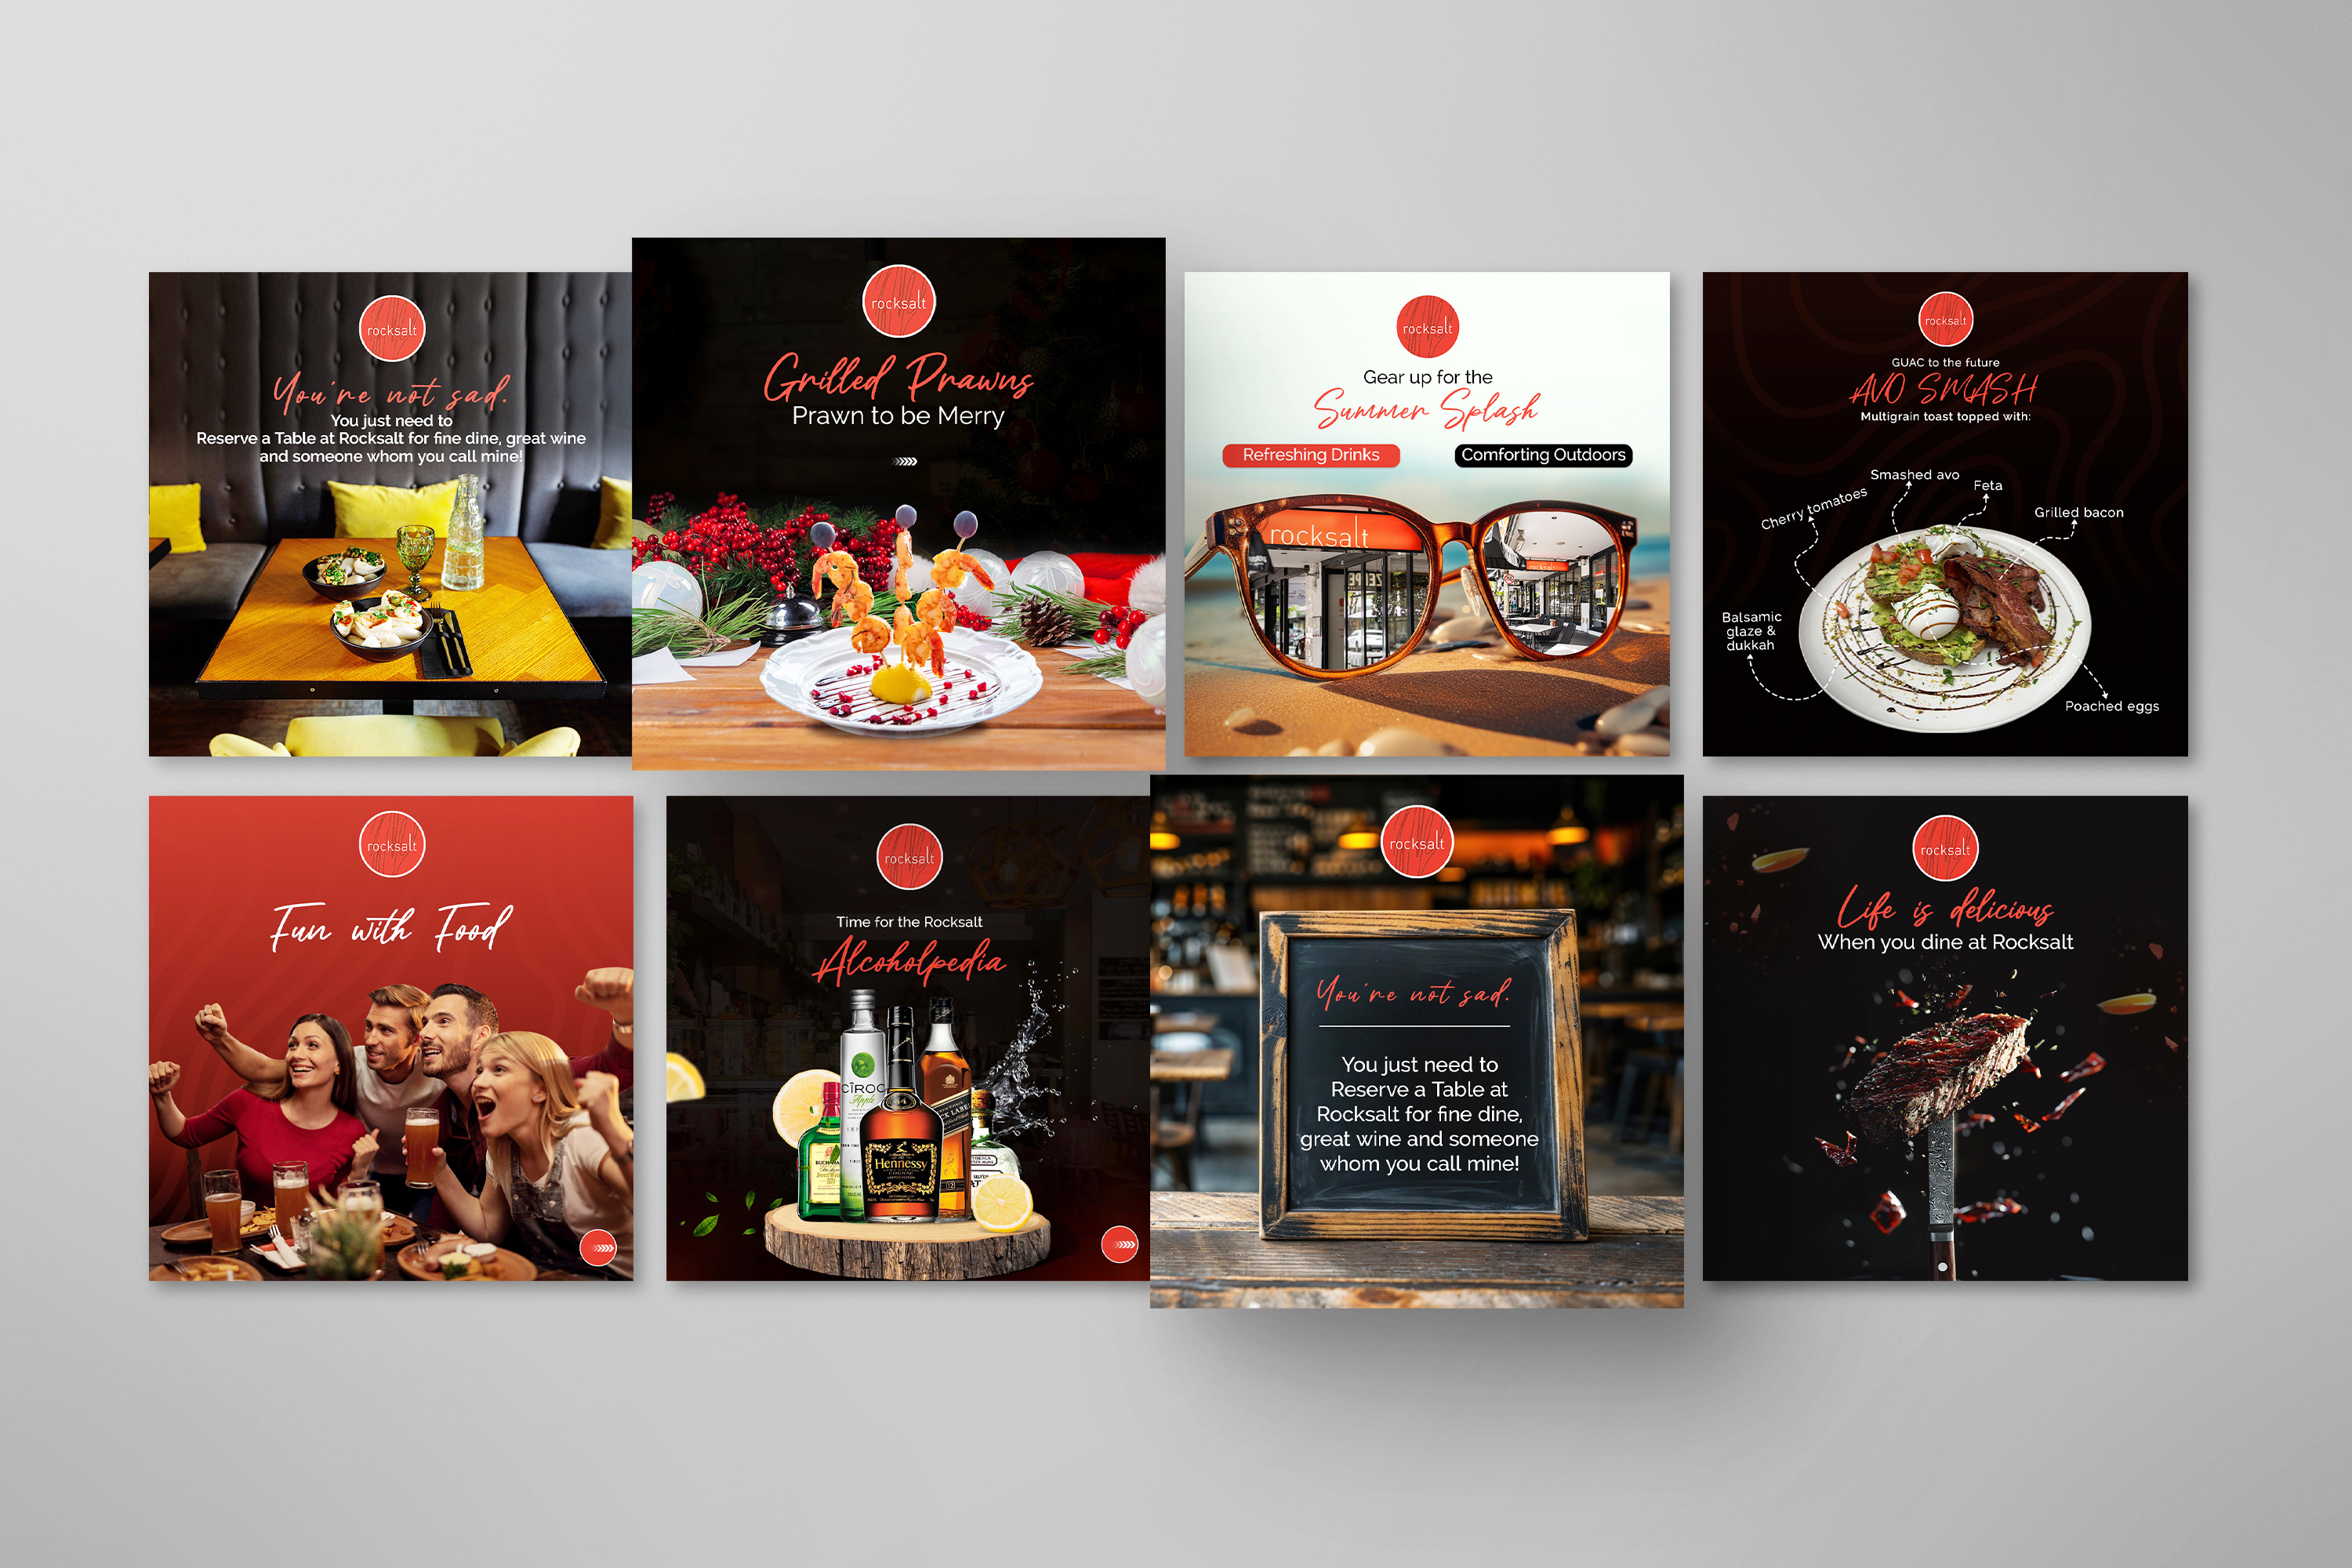 rocksalt
You're not sad.
You just need to
Reserve a Table at Rocksalt for fine dine, great wine
and someone whom you call mine!
rocksalt
Grilled Prawns
Prawn to be Merry
rocksalt
Gear up for the
Summer Splash
Refreshing Drinks
Comforting Outdoors
rocksalt
rocksalt
rocksalt
GUAC to the future
AVO SMASH
Multigrain toast topped with:
Smashed avo
Feta
Cherry tomatoes
Grilled bacon
Balsamic
glaze &
dukkah
Poached eggs
rocksalt
Fun with Food
rocksalt
Time for the Rocksalt
Alcoholpedia
CÎROC
Apple
Hennessy
COGNAC
rocksalt
You're not sad.
You just need to
Reserve a Table at
Rocksalt for fine dine,
great wine and someone
whom you call mine!
rocksalt
Life is delicious
When you dine at Rocksalt